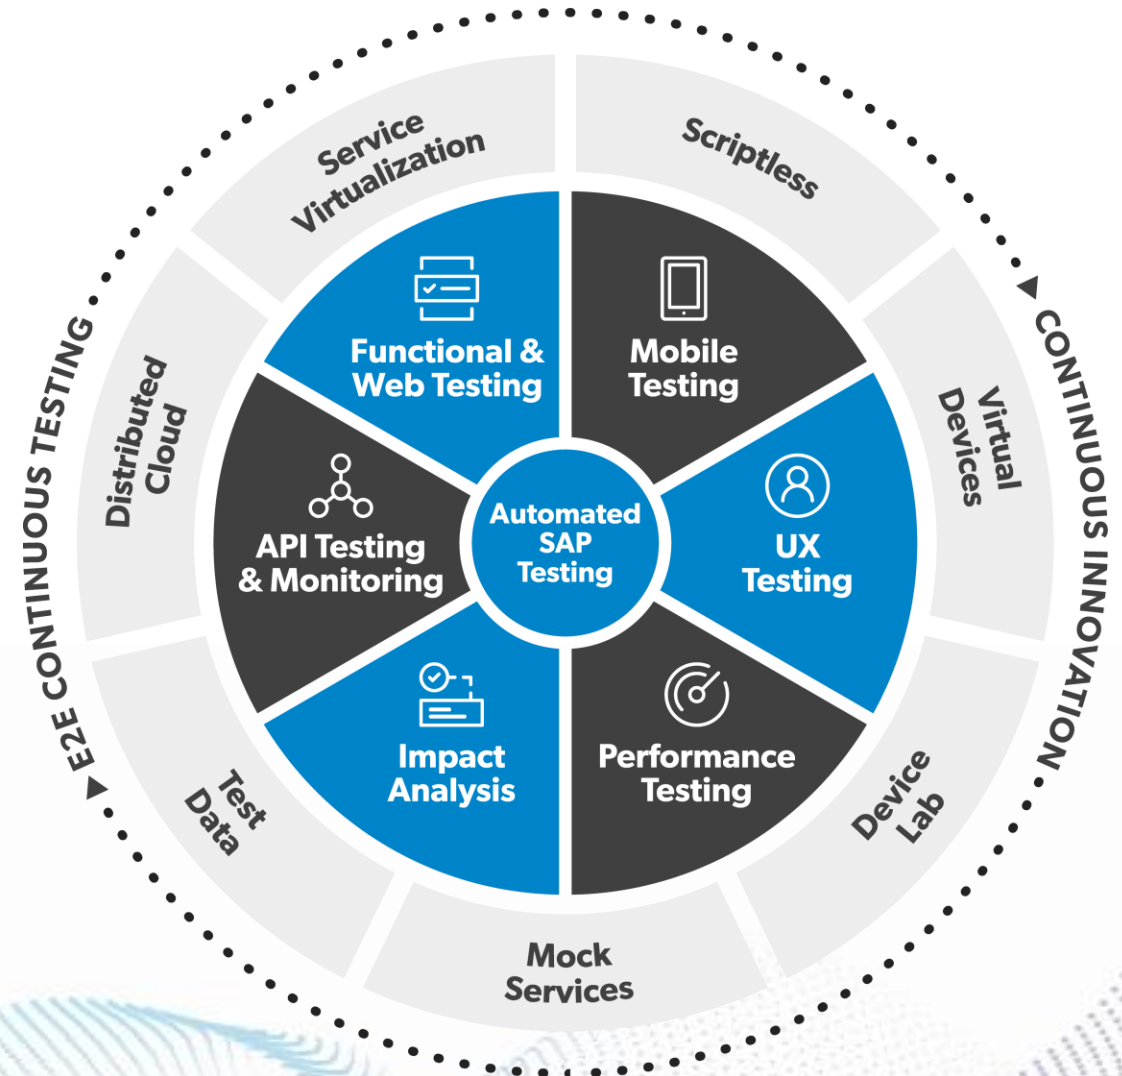 Service
Virtualization
Scriptless
Distributed
Cloud
Functional &
Web Testing
Mobile
Testing
Virtual
Devices
E2E CONTINUOUS TESTING
CONTINUOUS INNOVATION
API Testing
& Monitoring
Automated
SAP
Testing
UX
Testing
Impact
Analysis
Performance
Testing
Test
Data
Device
Lab
Mock
Services